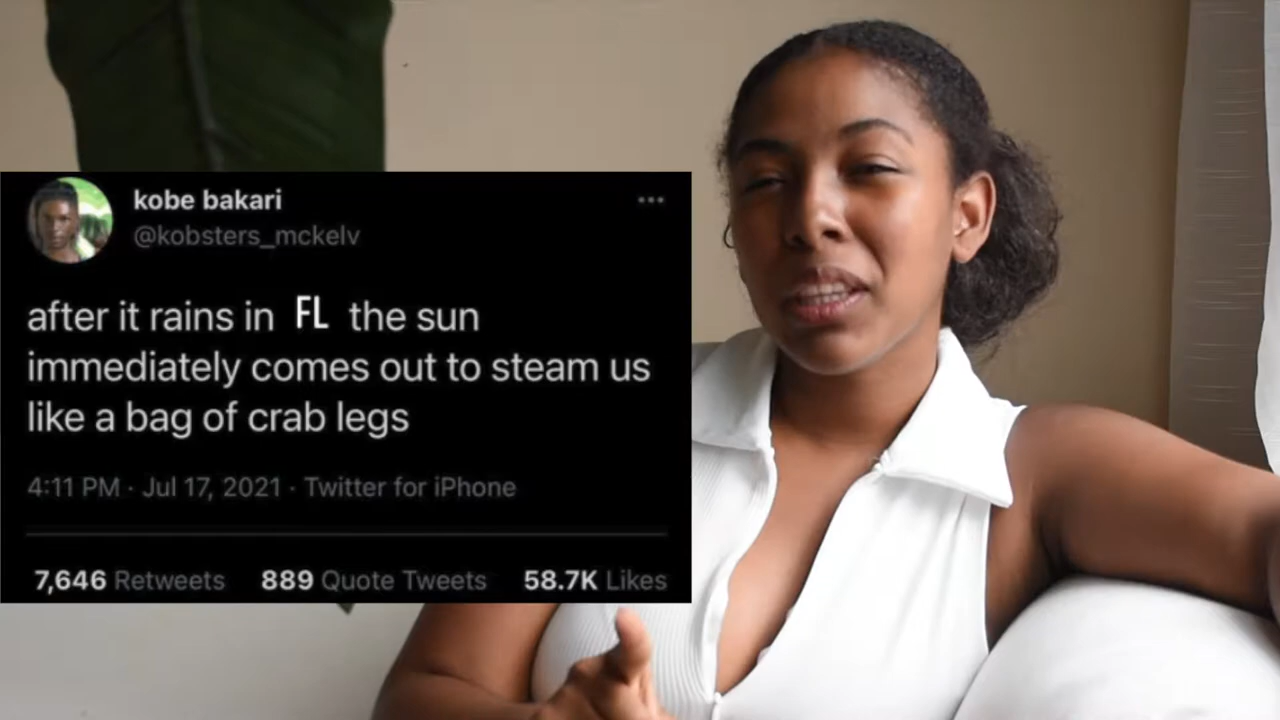 kobe bakari
@kobsters_mckelv
after it rains in FL the sun
immediately comes out to steam us
like a bag of crab legs
4:11 PM · Jul 17, 2021 · Twitter for iPhone
7,646 Retweets 889 Quote Tweets 58.7K Likes